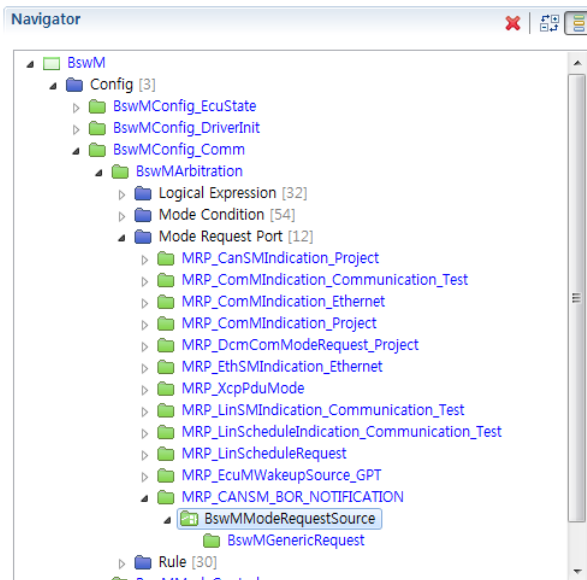 Navigator
BswM
Config [3]
BswMConfig_EcuState
BswMConfig_DriverInit
BswMConfig_Comm
BswMArbitration
Logical Expression [32]
Mode Condition [54]
Mode Request Port [12]
MRP_CanSMIndication_Project
MRP_ComMIndication_Communication_Test
MRP_ComMIndication_Ethernet
MRP_ComMIndication_Project
MRP_DcmComModeRequest_Project
MRP_EthSMIndication_Ethernet
MRP_XcpPduMode
MRP_LinSMIndication_Communication_Test
MRP_LinScheduleIndication_Communication_Test
MRP_LinScheduleRequest
MRP_EcuMWakeupSource_GPT
MRP_CANSM_BOR_NOTIFICATION
BswMModeRequestSource
BswMGenericRequest
Rule [30]